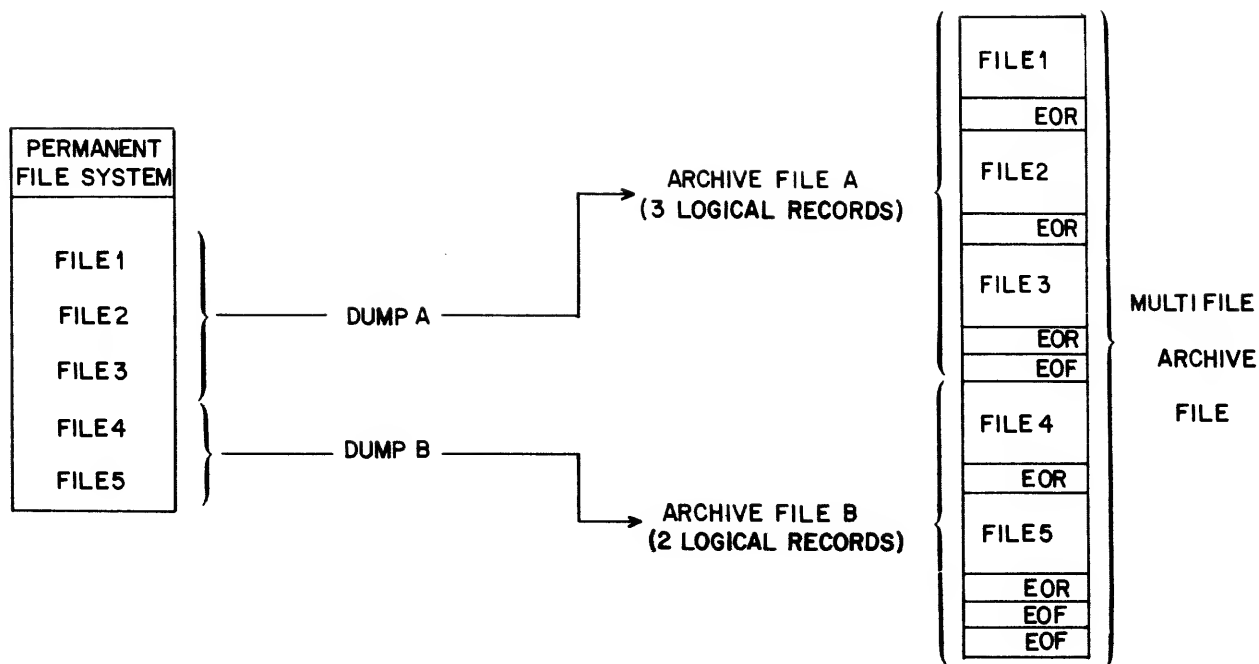 PERMANENT
FILE SYSTEM
FILE1
FILE2
FILE3
FILE4
FILE5
DUMP A
DUMP B
ARCHIVE FILE A
(3 LOGICAL RECORDS)
ARCHIVE FILE B
(2 LOGICAL RECORDS)
FILE1
EOR
FILE2
EOR
FILE3
EOR
EOF
FILE4
EOR
FILE5
EOR
EOF
EOF
MULTIFILE
ARCHIVE
FILE